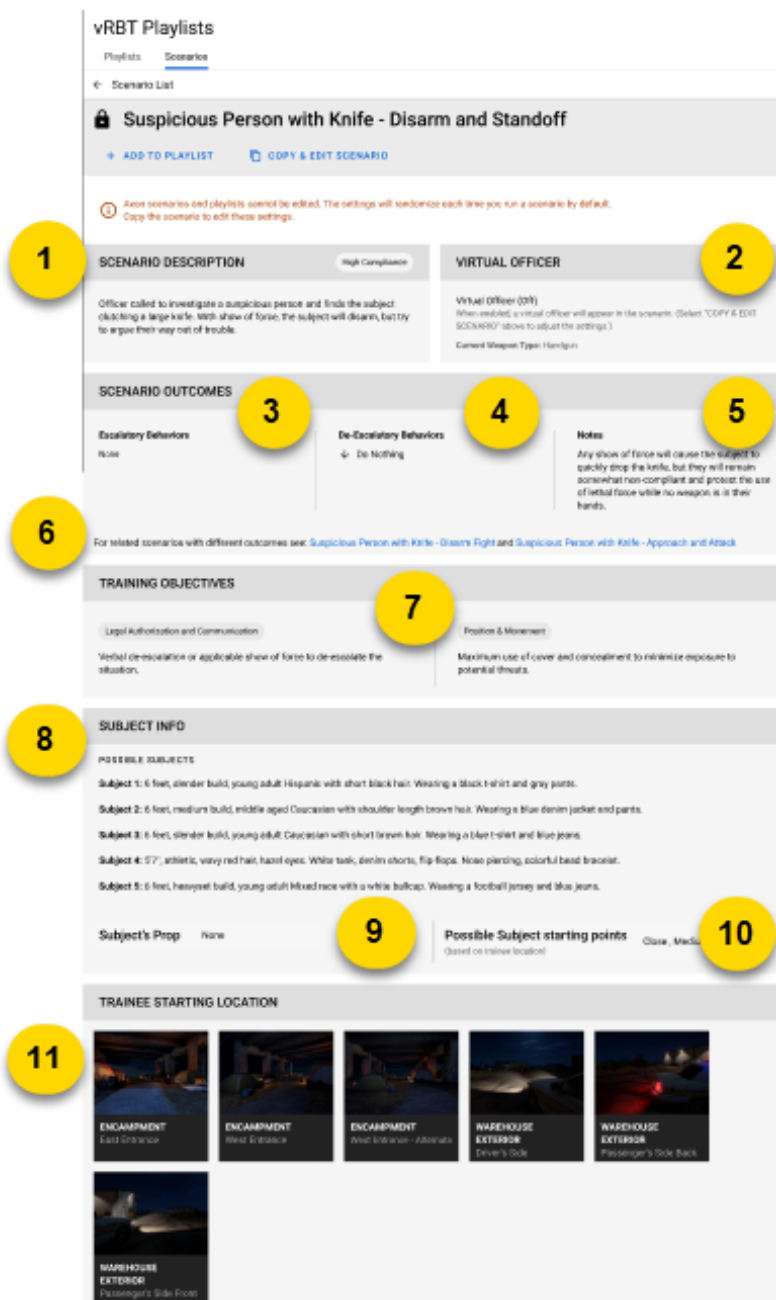 vRBT Playlists
Playlists Scenarios
← Scenario List
Suspicious Person with Knife - Disarm and Standoff
+ ADD TO PLAYLIST COPY & EDIT SCENARIO
Axon scenarios and playlists cannot be edited. The settings will randomize each time you run a scenario by default.
Copy the scenario to edit these settings.
1
SCENARIO DESCRIPTION High Compliance
Officer called to investigate a suspicious person and finds the subject
clutching a large knife. With show of force, the subject will disarm, but try
to argue their way out of trouble.
VIRTUAL OFFICER
2
Virtual Officer (Off)
When enabled, a virtual officer will appear in the scenario. (Select "COPY & EDIT
SCENARIO" above to adjust the settings.)
Current Weapon Type: Handgun
SCENARIO OUTCOMES
3
4
5
Escalatory Behaviors
None
De-Escalatory Behaviors
Do Nothing
Notes
Any show of force will cause the subject to
quickly drop the knife, but they will remain
somewhat non-compliant and protest the use
of lethal force while no weapon is in their
hands.
6
For related scenarios with different outcomes see: Suspicious Person with Knife - Disarm Fight and Suspicious Person with Knife - Approach and Attack
TRAINING OBJECTIVES
7
Legal Authorization and Communication
Verbal de-escalation or applicable show of force to de-escalate the
situation.
Position & Movement
Maximum use of cover and concealment to minimize exposure to
potential threats.
8
SUBJECT INFO
POSSIBLE SUBJECTS
Subject 1: 6 feet, slender build, young adult Hispanic with short black hair. Wearing a black t-shirt and gray pants.
Subject 2: 6 feet, medium build, middle aged Caucasian with shoulder length brown hair. Wearing a blue denim jacket and pants.
Subject 3: 6 feet, slender build, young adult Caucasian with short brown hair. Wearing a blue t-shirt and blue jeans.
Subject 4: 5'7", athletic, wavy red hair, hazel eyes. White tank, denim shorts, flip-flops. Nose piercing, colorful bead bracelet.
Subject 5: 6 feet, heavyset build, young adult Mixed race with a white ballcap. Wearing a football jersey and blue jeans.
Subject's Prop None
9
Possible Subject starting points Close,
(based on trainee location)
10
TRAINEE STARTING LOCATION
11
ENCAMPMENT
East Entrance
ENCAMPMENT
West Entrance
ENCAMPMENT
West Entrance - Alternate
WAREHOUSE
EXTERIOR
Driver's Side
WAREHOUSE
EXTERIOR
Passenger's Side Back
WAREHOUSE
EXTERIOR
Passenger's Side Front